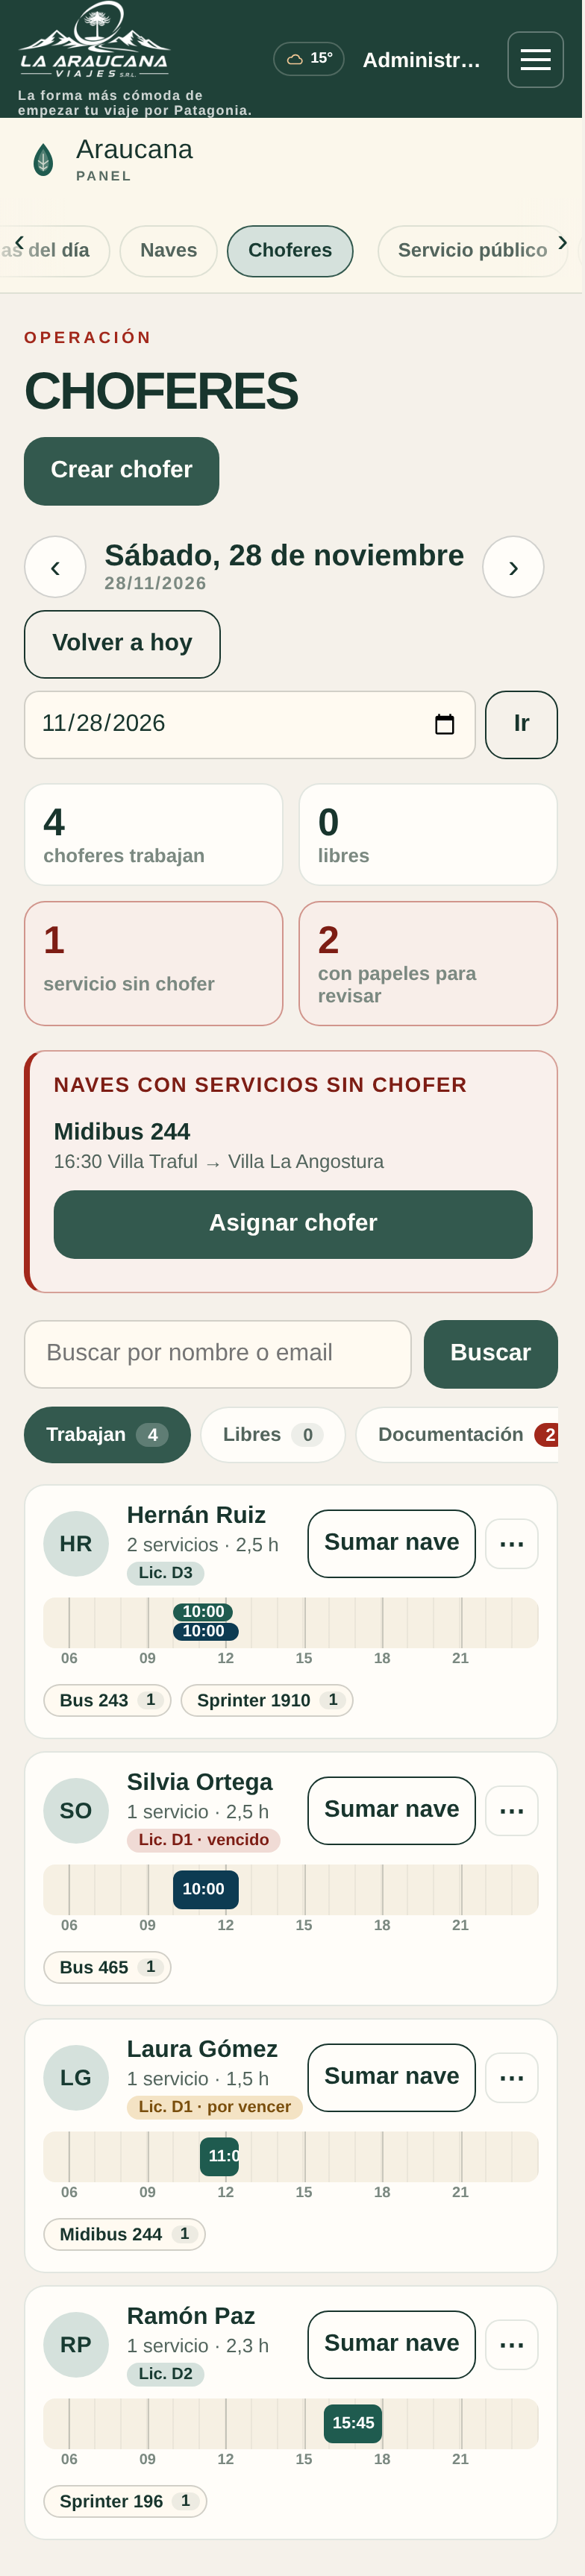 LA ARAUCANA
VIAJES S.R.L.
La forma más cómoda de
empezar tu viaje por Patagonia.
15°
Administr...
Araucana
PANEL
as del día
Naves
Choferes
Servicio público
OPERACIÓN
CHOFERES
Crear chofer
‹
Sábado, 28 de noviembre
28/11/2026
›
Volver a hoy
11/28/2026
Ir
4
choferes trabajan
0
libres
1
servicio sin chofer
2
con papeles para
revisar
NAVES CON SERVICIOS SIN CHOFER
Midibus 244
16:30 Villa Traful → Villa La Angostura
Asignar chofer
Buscar por nombre o email
Buscar
Trabajan 4
Libres 0
Documentación 2
HR
Hernán Ruiz
2 servicios · 2,5 h
Lic. D3
Sumar nave
...
10:00
10:00
06 09 12 15 18 21
Bus 243 1
Sprinter 1910 1
SO
Silvia Ortega
1 servicio · 2,5 h
Lic. D1 · vencido
Sumar nave
...
10:00
06 09 12 15 18 21
Bus 465 1
LG
Laura Gómez
1 servicio · 1,5 h
Lic. D1 · por vencer
Sumar nave
...
11:0
06 09 12 15 18 21
Midibus 244 1
RP
Ramón Paz
1 servicio · 2,3 h
Lic. D2
Sumar nave
...
15:45
06 09 12 15 18 21
Sprinter 196 1